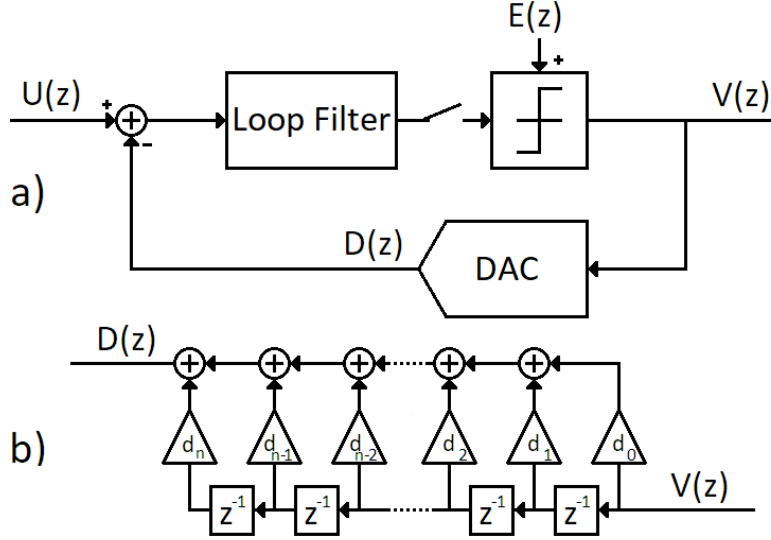 E(z)
U(z) + + - Loop Filter + V(z)
a)
D(z) DAC
D(z) + + + + +
b) dₙ dₙ₋₁ dₙ₋₂ d₂ d₁ d₀
z⁻¹ z⁻¹ z⁻¹ z⁻¹ V(z)